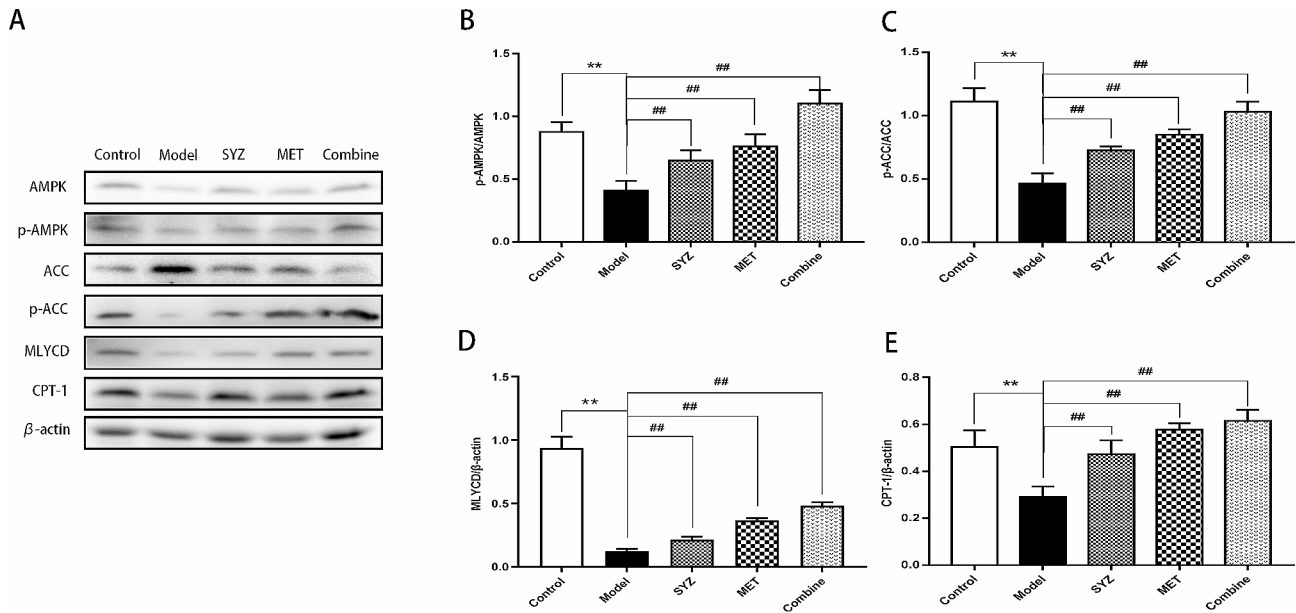 A
Control Model SYZ MET Combine
AMPK
p-AMPK
ACC
p-ACC
MLYCD
CPT-1
β-actin
B
p-AMPK/AMPK
1.5
1.0
0.5
0.0
**
##
##
##
Control Model SYZ MET Combine
C
p-ACC/ACC
1.5
1.0
0.5
0.0
**
##
##
##
Control Model SYZ MET Combine
D
MLYCD/β-actin
1.5
1.0
0.5
0.0
**
##
##
##
Control Model SYZ MET Combine
E
CPT-1/β-actin
0.8
0.6
0.4
0.2
0.0
**
##
##
##
Control Model SYZ MET Combine